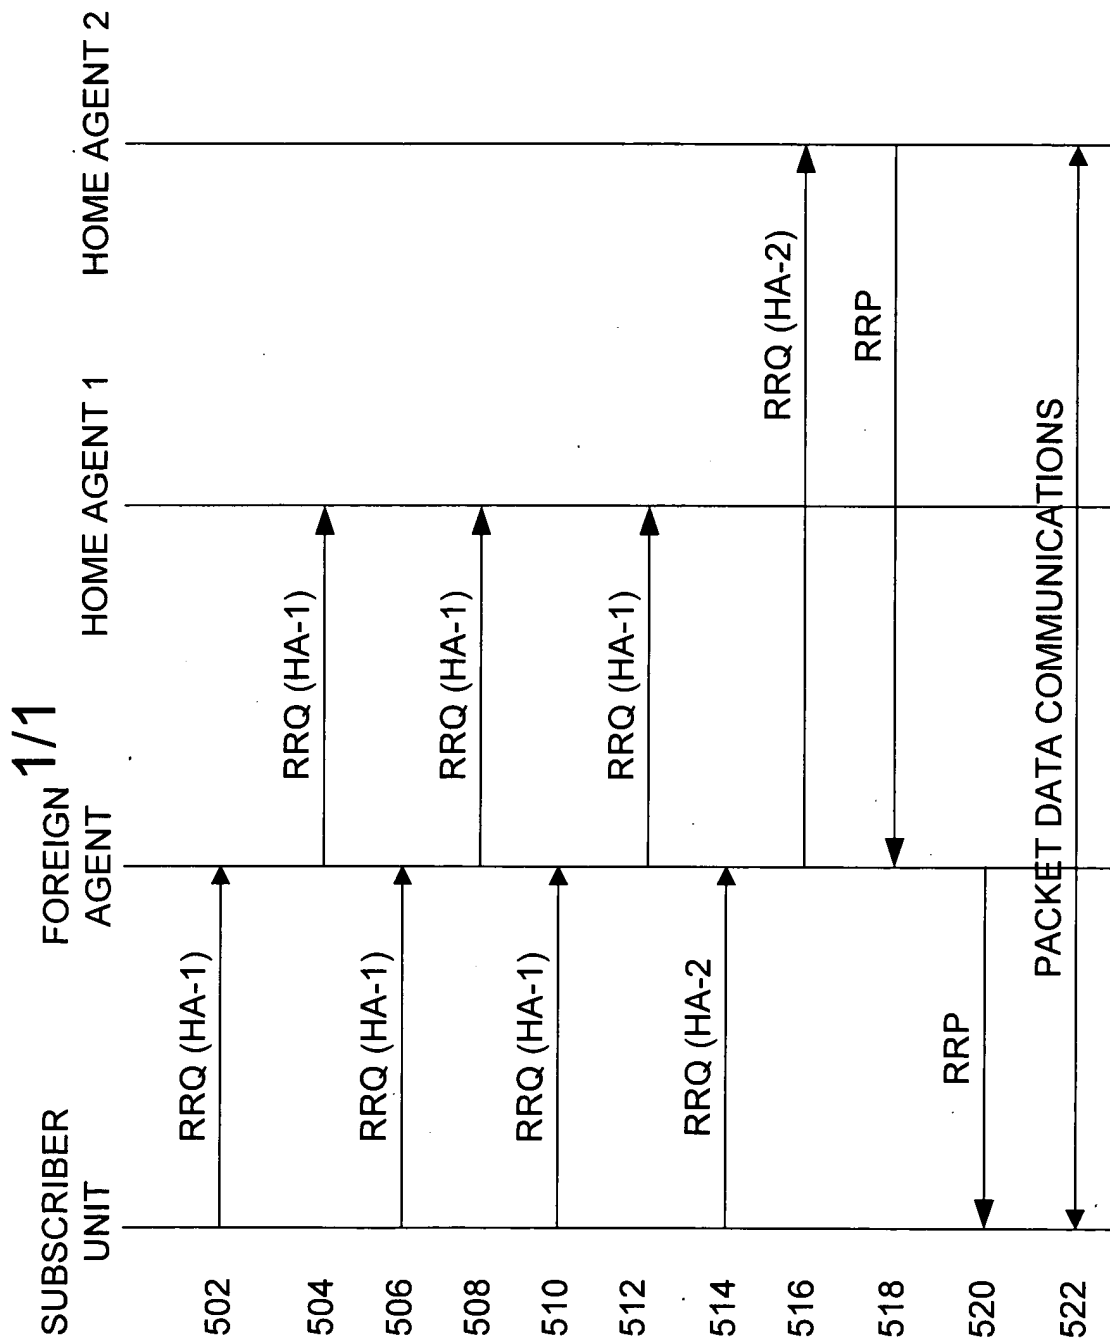 1/1
SUBSCRIBER
UNIT
FOREIGN
AGENT
HOME AGENT 1
HOME AGENT 2
502
RRQ (HA-1)
504
RRQ (HA-1)
506
RRQ (HA-1)
508
RRQ (HA-1)
510
RRQ (HA-1)
512
RRQ (HA-1)
514
RRQ (HA-2
516
RRQ (HA-2)
518
RRP
520
RRP
522
PACKET DATA COMMUNICATIONS